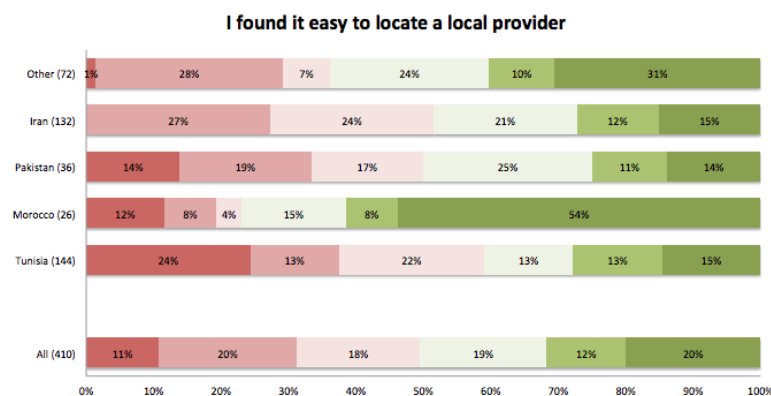 I found it easy to locate a local provider
Other (72) 1% 28% 7% 24% 10% 31%
Iran (132) 27% 24% 21% 12% 15%
Pakistan (36) 14% 19% 17% 25% 11% 14%
Morocco (26) 12% 8% 4% 15% 8% 54%
Tunisia (144) 24% 13% 22% 13% 13% 15%
All (410) 11% 20% 18% 19% 12% 20%
0% 10% 20% 30% 40% 50% 60% 70% 80% 90% 100%